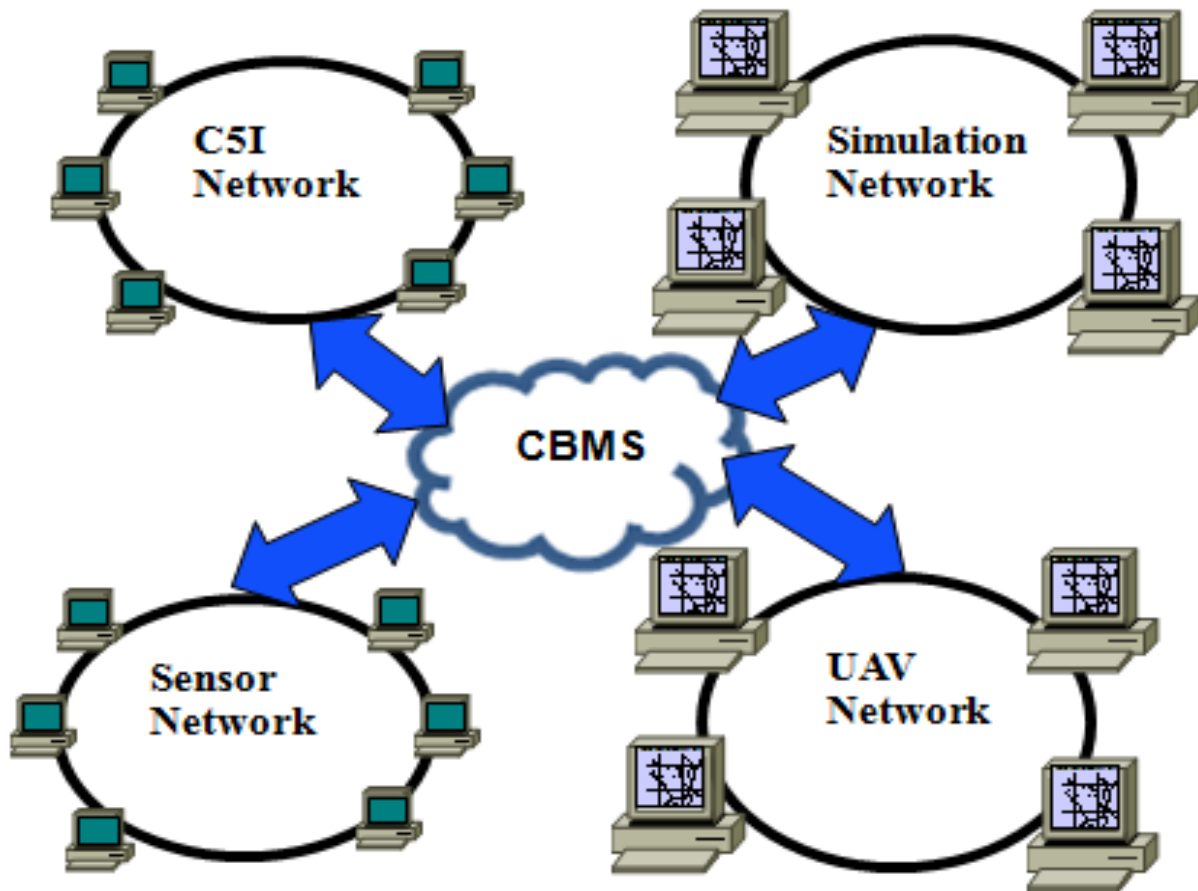 C5I
Network
Simulation
Network
CBMS
Sensor
Network
UAV
Network